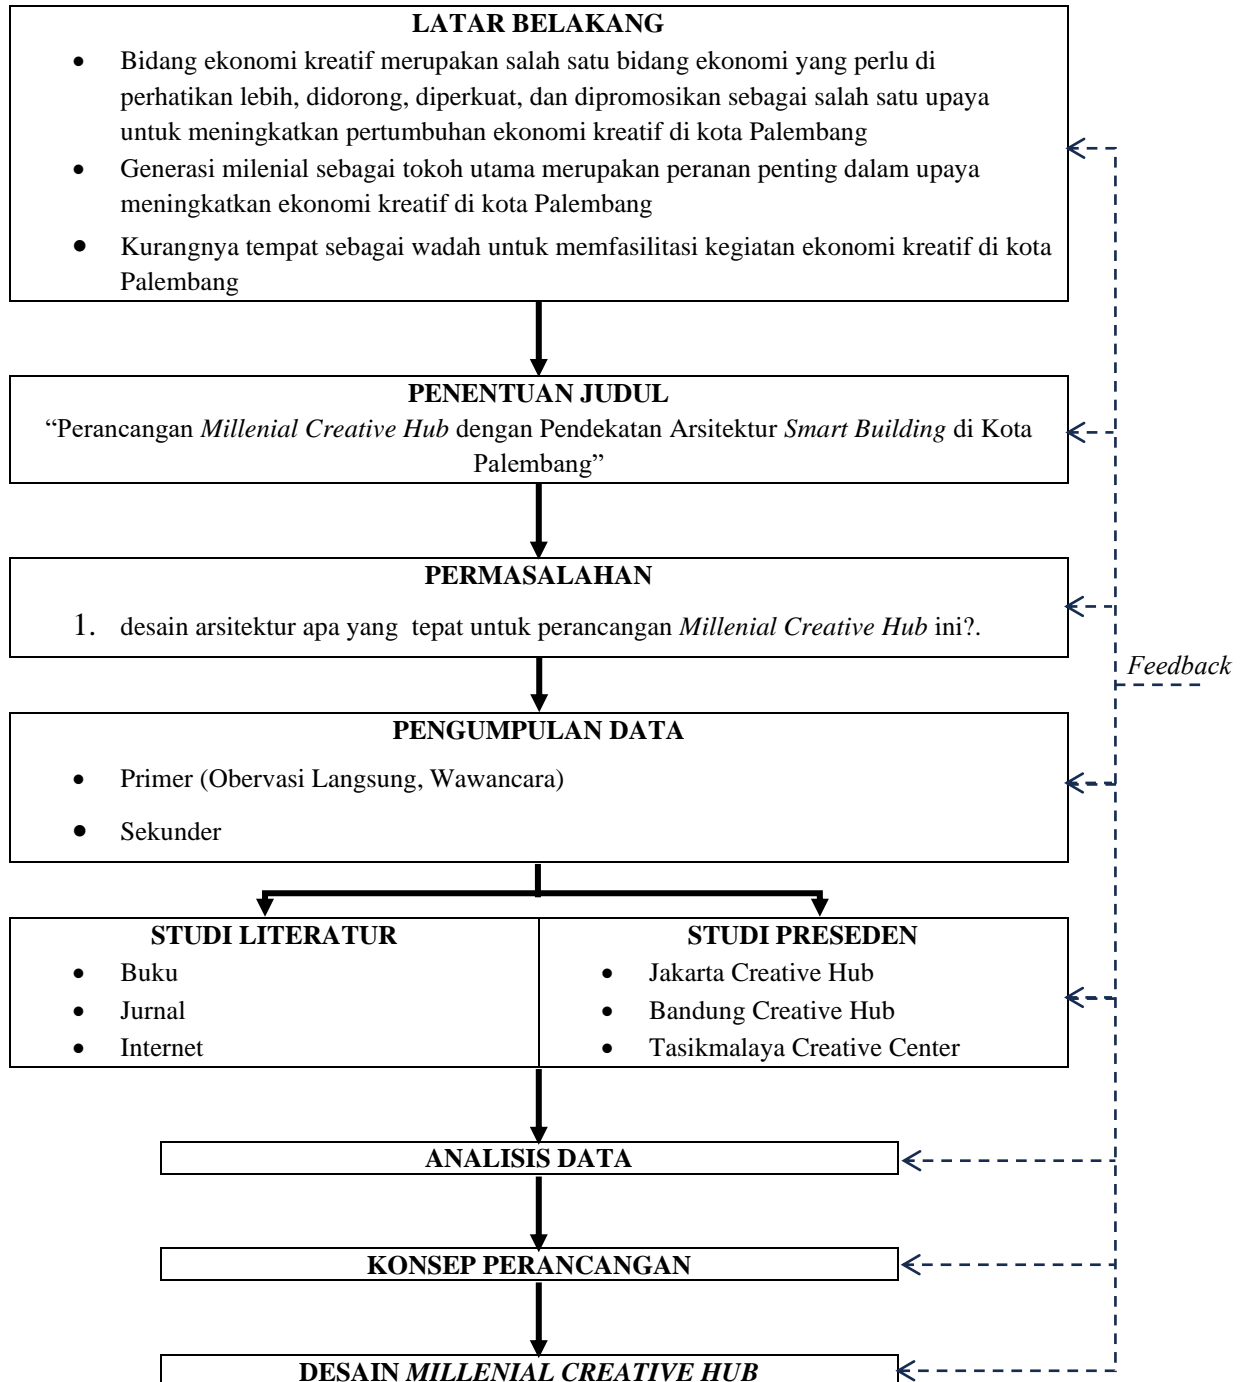 LATAR BELAKANG
• Bidang ekonomi kreatif merupakan salah satu bidang ekonomi yang perlu di
perhatikan lebih, didorong, diperkuat, dan dipromosikan sebagai salah satu upaya
untuk meningkatkan pertumbuhan ekonomi kreatif di kota Palembang
• Generasi milenial sebagai tokoh utama merupakan peranan penting dalam upaya
meningkatkan ekonomi kreatif di kota Palembang
• Kurangnya tempat sebagai wadah untuk memfasilitasi kegiatan ekonomi kreatif di kota
Palembang
PENENTUAN JUDUL
“Perancangan Millenial Creative Hub dengan Pendekatan Arsitektur Smart Building di Kota
Palembang”
PERMASALAHAN
1. desain arsitektur apa yang tepat untuk perancangan Millenial Creative Hub ini?.
Feedback
PENGUMPULAN DATA
• Primer (Obervasi Langsung, Wawancara)
• Sekunder
STUDI LITERATUR
• Buku
• Jurnal
• Internet
STUDI PRESEDEN
• Jakarta Creative Hub
• Bandung Creative Hub
• Tasikmalaya Creative Center
ANALISIS DATA
KONSEP PERANCANGAN
DESAIN MILLENIAL CREATIVE HUB